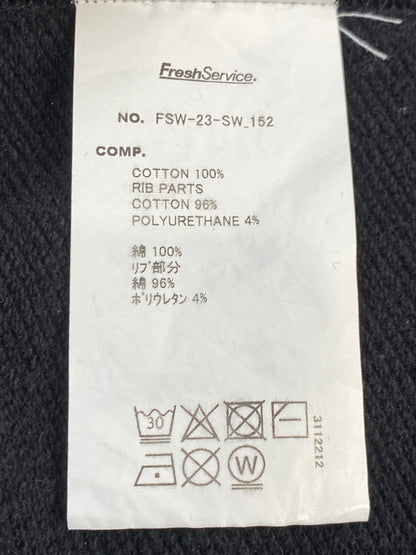 FreshService®
NO. FSW-23-SW_152
COMP.
COTTON 100%
RIB PARTS
COTTON 96%
POLYURETHANE 4%
綿 100%
リブ部分
綿 96%
ポリウレタン 4%
30
W
3112212